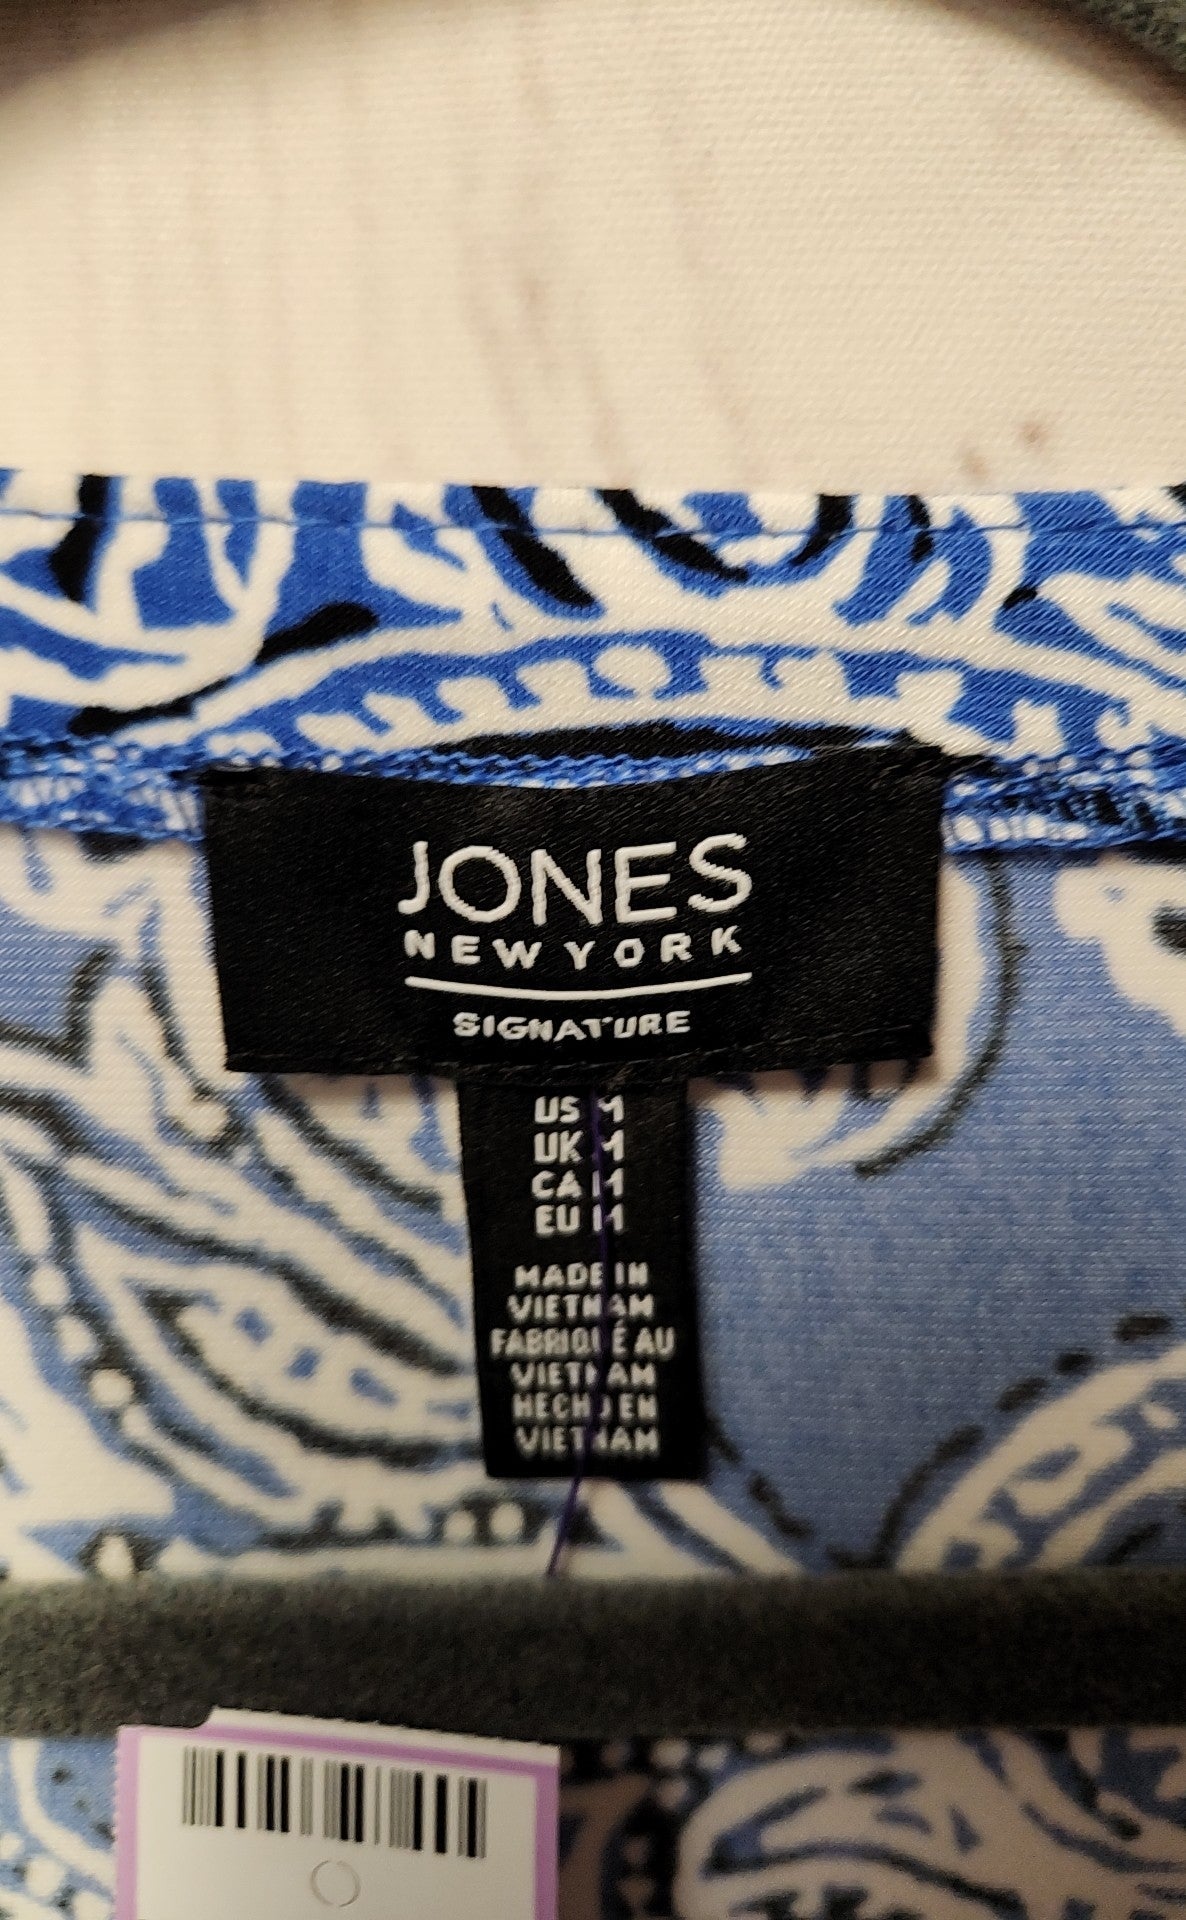 JONES
NEW YORK
SIGNATURE
US M
UK M
CA M
EU M
MADE IN
VIETNAM
FABRIQUÉ AU
VIETNAM
HECHO EN
VIETNAM